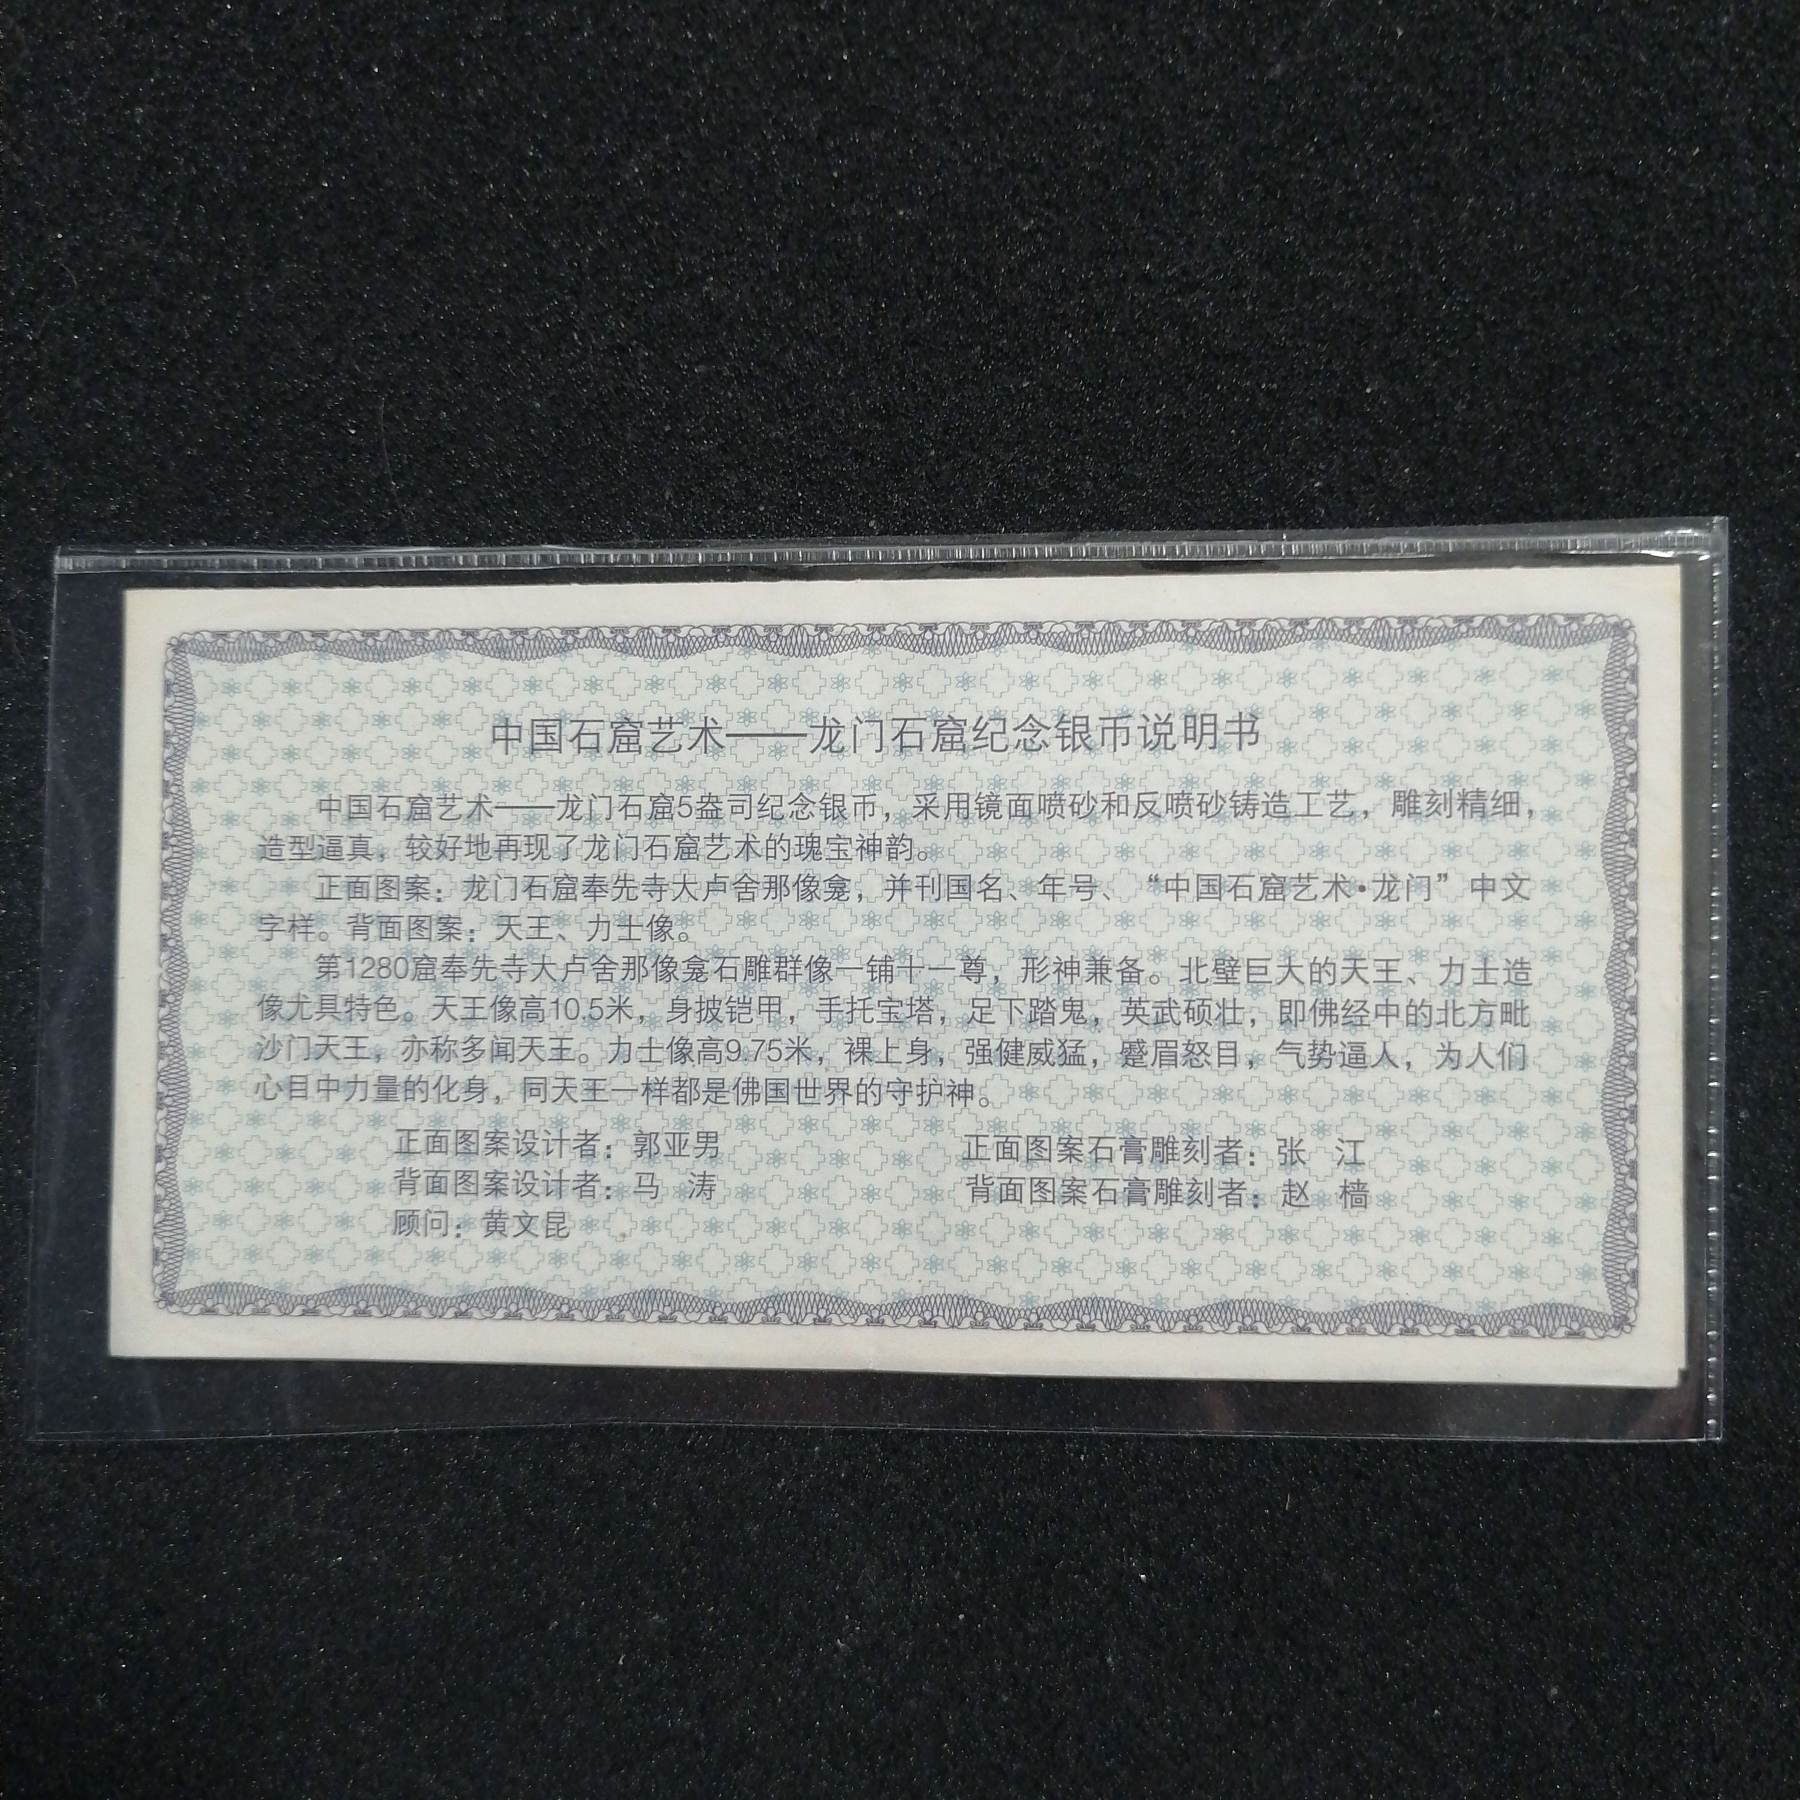 中国石窟艺术——龙门石窟纪念银币说明书
中国石窟艺术——龙门石窟5盎司纪念银币，采用镜面喷砂和反喷砂铸造工艺，雕刻精细，
造型逼真，较好地再现了龙门石窟艺术的瑰宝神韵。
正面图案：龙门石窟奉先寺大卢舍那像龛，并刊国名、年号、“中国石窟艺术•龙门”中文
字样。背面图案：天王、力士像。
第1280窟奉先寺大卢舍那像龛石雕群像一铺十一尊，形神兼备。北壁巨大的天王、力士造
像尤具特色。天王像高10.5米，身披铠甲，手托宝塔，足下踏鬼，英武硕壮，即佛经中的北方毗
沙门天王，亦称多闻天王。力士像高9.75米，裸上身，强健威猛，蹙眉怒目，气势逼人，为人们
心目中力量的化身，同天王一样都是佛国世界的守护神。
正面图案设计者：郭亚男 正面图案石膏雕刻者：张 江
背面图案设计者：马 涛 背面图案石膏雕刻者：赵 樯
顾问：黄文昆